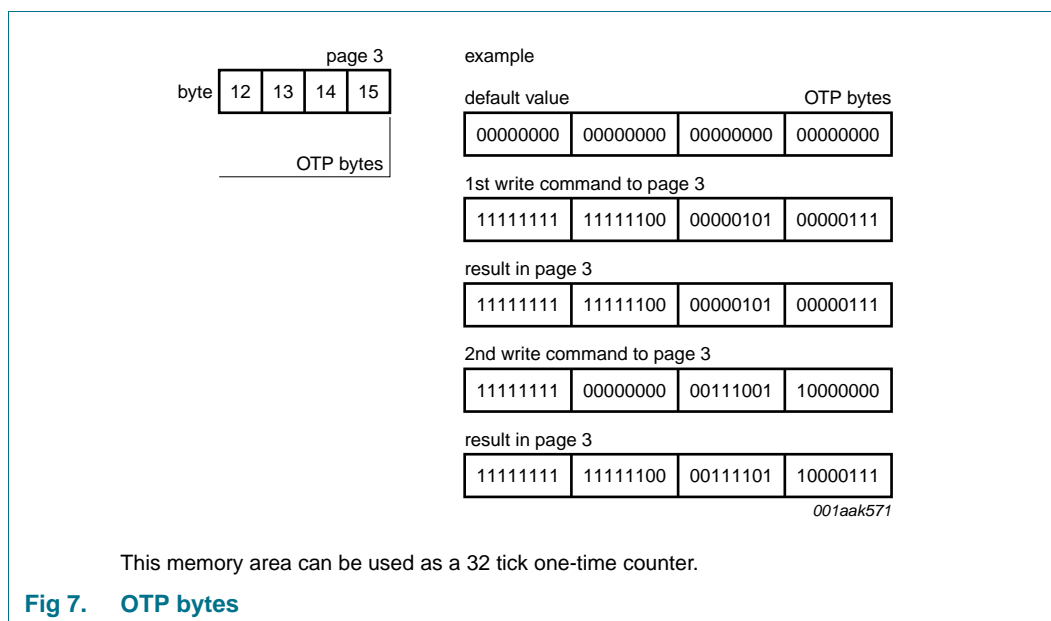 page 3
byte 12 13 14 15
OTP bytes
example
default value OTP bytes
00000000 00000000 00000000 00000000
1st write command to page 3
11111111 11111100 00000101 00000111
result in page 3
11111111 11111100 00000101 00000111
2nd write command to page 3
11111111 00000000 00111001 10000000
result in page 3
11111111 11111100 00111101 10000111
001aak571
This memory area can be used as a 32 tick one-time counter.
Fig 7. OTP bytes